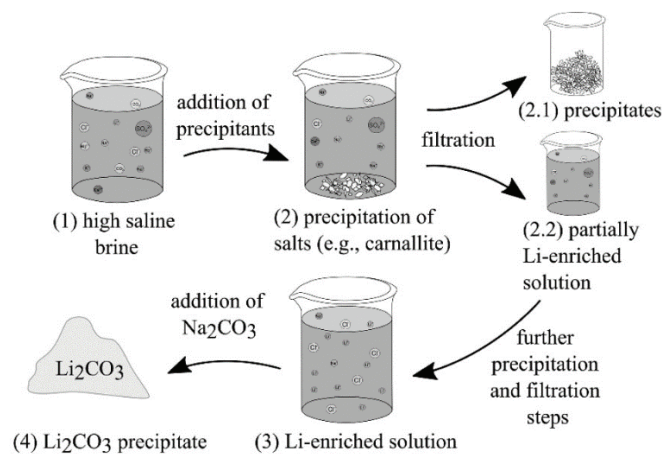 addition of
precipitants
filtration
(1) high saline
brine
(2) precipitation of
salts (e.g., carnallite)
(2.1) precipitates
(2.2) partially
Li-enriched
solution
addition of
Na2CO3
further
precipitation
and filtration
steps
Li2CO3
(4) Li2CO3 precipitate
(3) Li-enriched solution